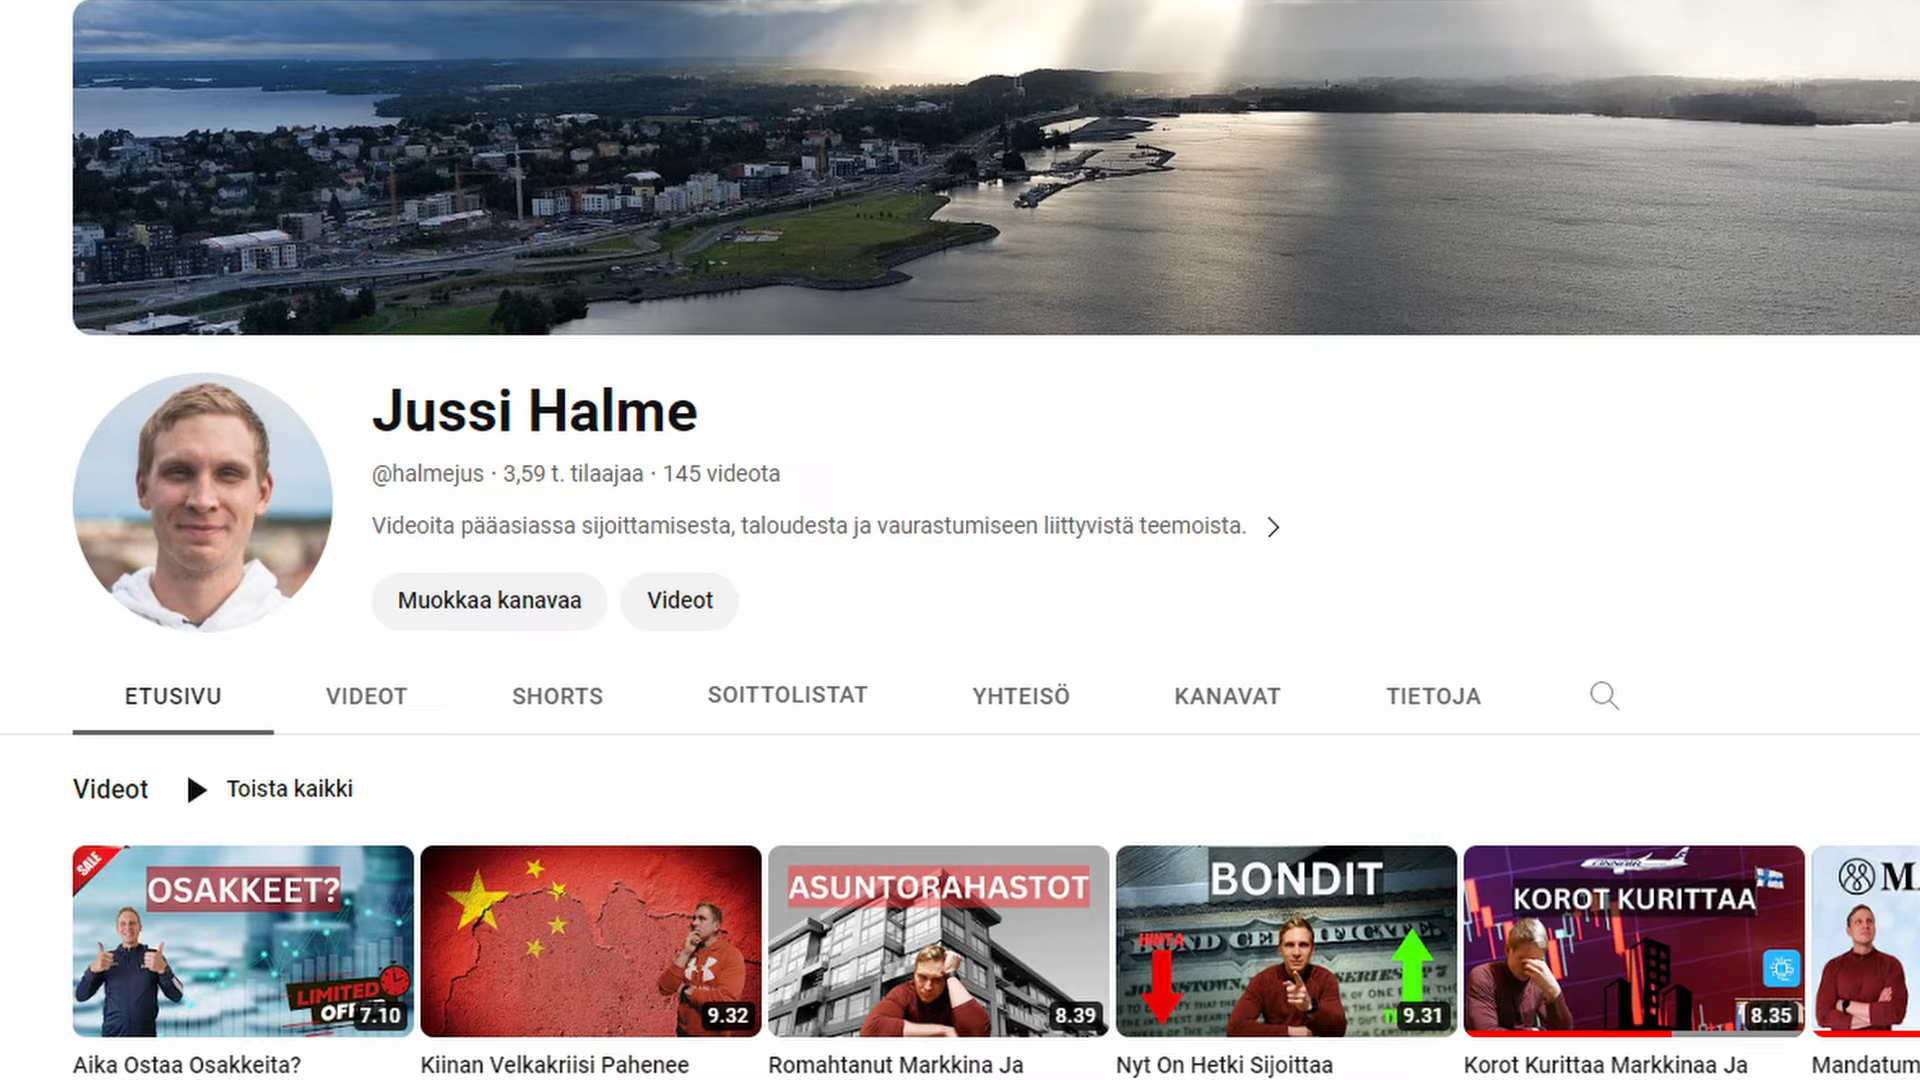 Jussi Halme
@halmejus · 3,59 t. tilaajaa · 145 videota
Videoita pääasiassa sijoittamisesta, taloudesta ja vaurastumiseen liittyvistä teemoista.
Muokkaa kanavaa
Videot
ETUSIVU
VIDEOT
SHORTS
SOITTOLISTAT
YHTEISÖ
KANAVAT
TIETOJA
Videot
Toista kaikki
SALE
OSAKKEET?
LIMITED
7.10
9.32
ASUNTORAHASTOT
8.39
BONDIT
HINTA
9.31
FINNAIR
KOROT KURITTAA
8.35
Aika Ostaa Osakkeita?
Kiinan Velkakriisi Pahenee
Romahtanut Markkina Ja
Nyt On Hetki Sijoittaa
Korot Kurittaa Markkinaa Ja
Mandatum